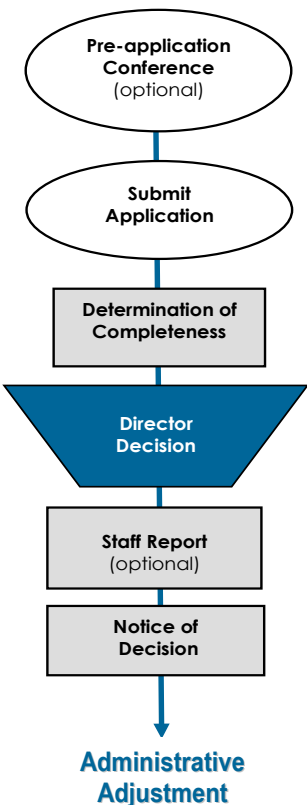 Pre-application
Conference
(optional)
Submit
Application
Determination of
Completeness
Director
Decision
Staff Report
(optional)
Notice of
Decision
Administrative
Adjustment